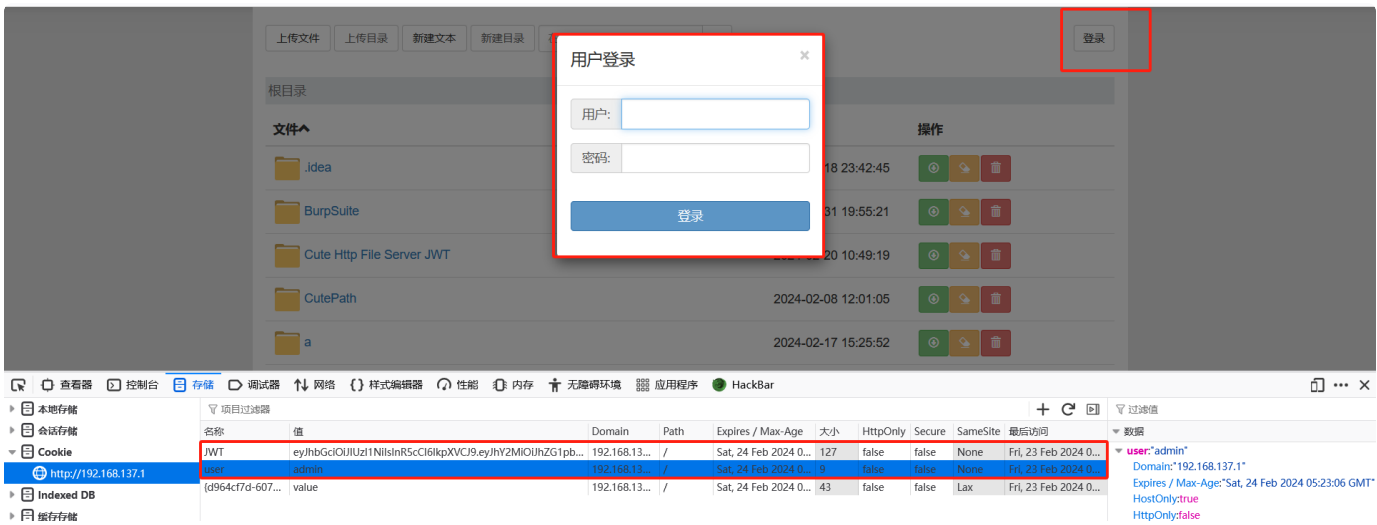 上传文件 上传目录 新建文本 新建目录 登录
用户登录 ×
根目录
用户:
文件 操作
密码:
.idea 18 23:42:45
BurpSuite 31 19:55:21
登录
Cute Http File Server JWT 20 10:49:19
CutePath 2024-02-08 12:01:05
a 2024-02-17 15:25:52
查看器 控制台 存储 调试器 网络 {} 样式编辑器 性能 内存 无障碍环境 应用程序 HackBar
本地存储 项目过滤器 过滤值
会话存储 名称 值 Domain Path Expires / Max-Age 大小 HttpOnly Secure SameSite 最后访问 数据
Cookie JWT 192.168.13... / Sat, 24 Feb 2024 0... 127 false false None Fri, 23 Feb 2024 0... user:"admin"
http://192.168.137.1 user admin 192.168.13... / Sat, 24 Feb 2024 0... 9 false false None Fri, 23 Feb 2024 0... Domain:"192.168.137.1"
Indexed DB {d964cf7d-607... value 192.168.13... / Sat, 24 Feb 2024 0... 43 false false Lax Fri, 23 Feb 2024 0... Expires / Max-Age:"Sat, 24 Feb 2024 05:23:06 GMT"
HostOnly:true
缓存存储 HttpOnly:false